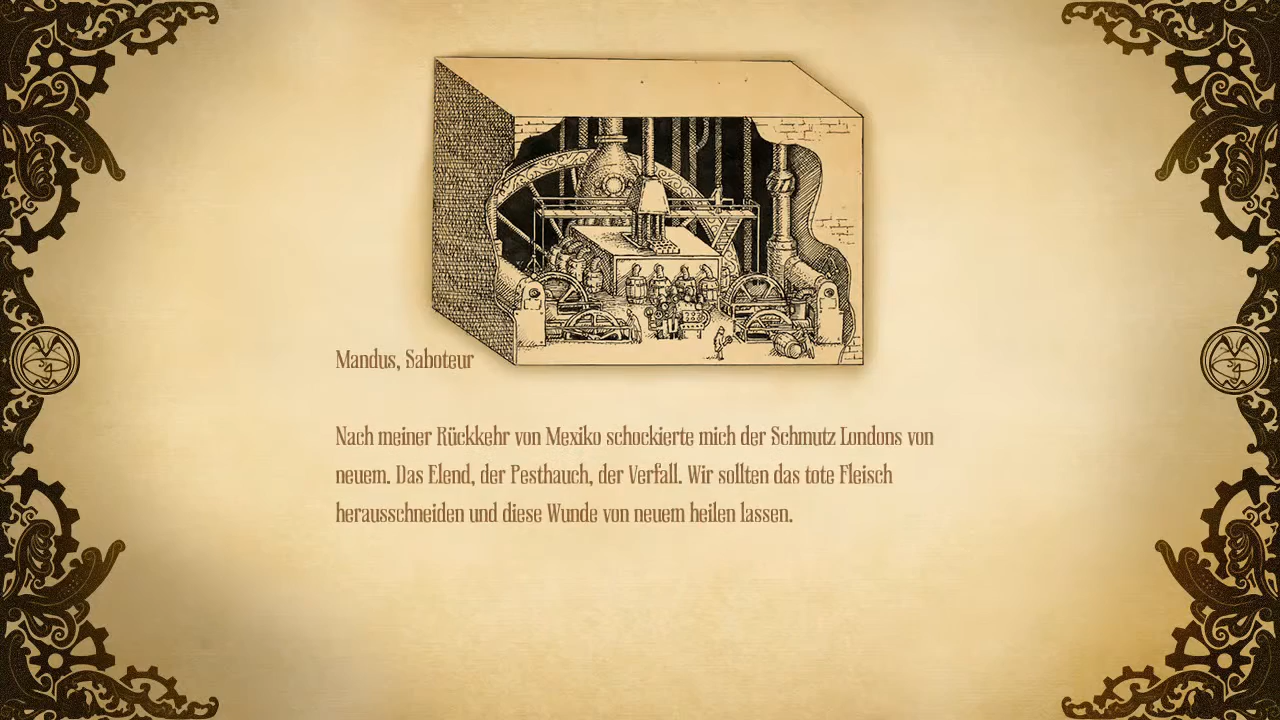 Mandus, Saboteur
Nach meiner Rückkehr von Mexiko schockierte mich der Schmutz Londons von
neuem. Das Elend, der Pesthauch, der Verfall. Wir sollten das tote Fleisch
herausschneiden und diese Wunde von neuem heilen lassen.